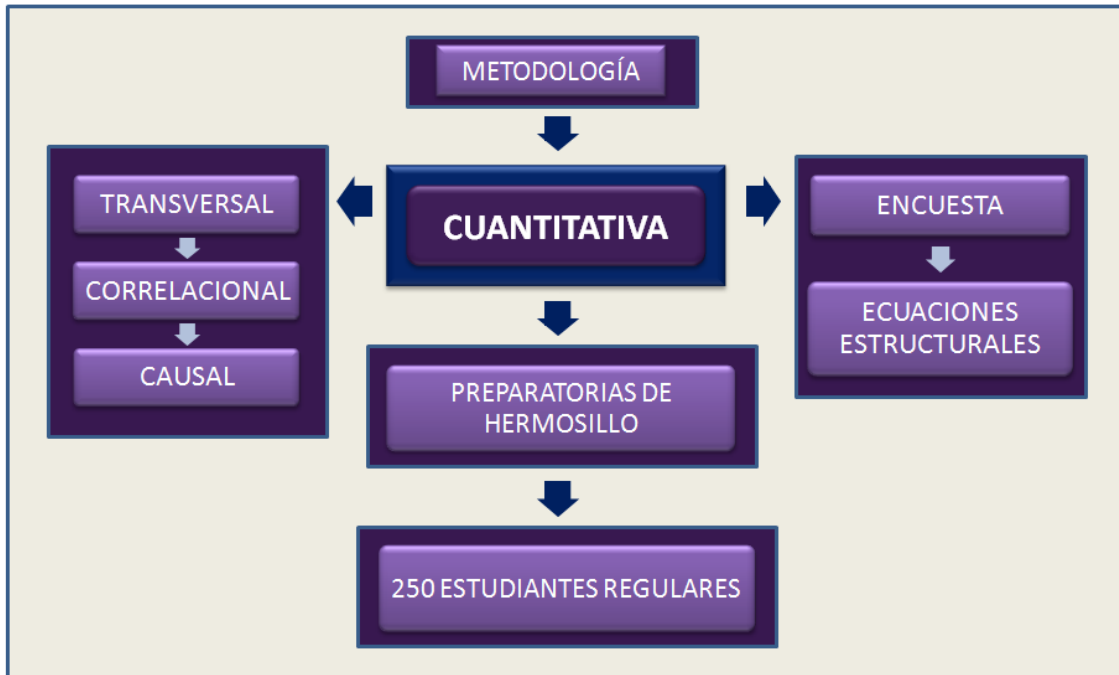 METODOLOGÍA
CUANTITATIVA
TRANSVERSAL
CORRELACIONAL
CAUSAL
ENCUESTA
ECUACIONES
ESTRUCTURALES
PREPARATORIAS DE
HERMOSILLO
250 ESTUDIANTES REGULARES